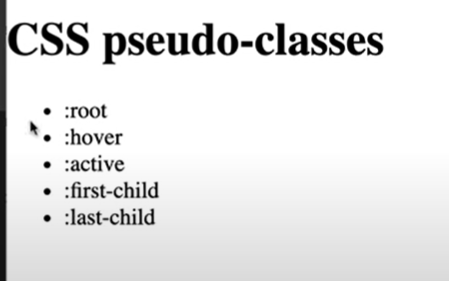 CSS pseudo-classes
• :root
• :hover
• :active
• :first-child
• :last-child